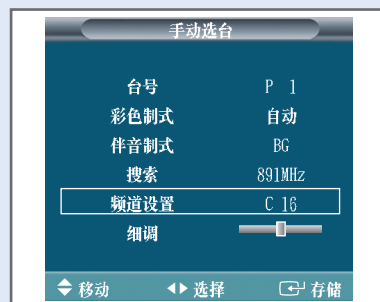 手动选台
台号 P 1
彩色制式 自动
伴音制式 BG
搜索 891MHz
频道设置 C 16
细调
移动 选择 存储